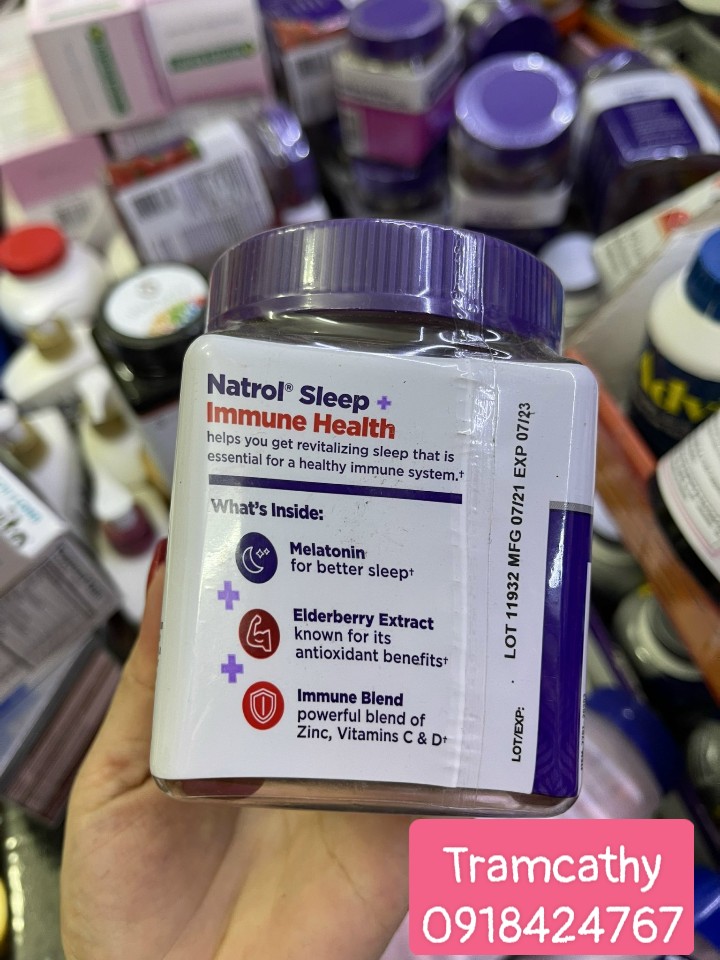 Natrol® Sleep +
Immune Health
helps you get revitalizing sleep that is
essential for a healthy immune system.†
What's Inside:
Melatonin
for better sleep†
+
Elderberry Extract
known for its
antioxidant benefits†
+
Immune Blend
powerful blend of
Zinc, Vitamins C & D†
LOT/EXP:
LOT 11932 MFG 07/21 EXP 07/23
Tramcathy
0918424767